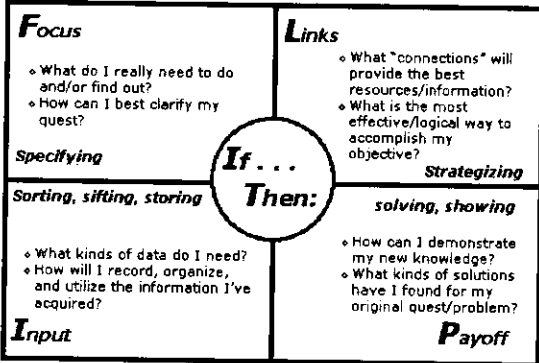 Focus
⋄ What do I really need to do
and/or find out?
⋄ How can I best clarify my
quest?
Specifying
Links
⋄ What "connections" will
provide the best
resources/information?
⋄ What is the most
effective/logical way to
accomplish my
objective?
Strategizing
If . . .
Then:
Sorting, sifting, storing
⋄ What kinds of data do I need?
⋄ How will I record, organize,
and utilize the information I've
acquired?
Input
solving, showing
⋄ How can I demonstrate
my new knowledge?
⋄ What kinds of solutions
have I found for my
original quest/problem?
Payoff